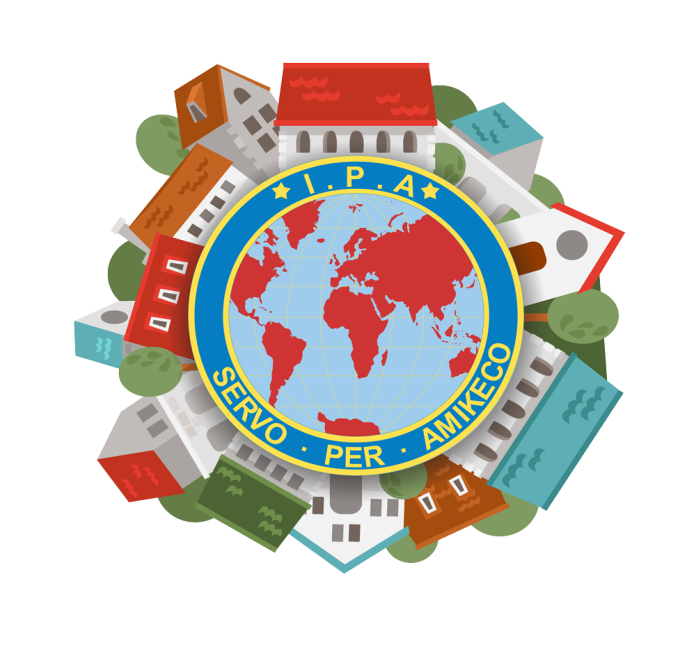 I.P.A
SERVO · PER · AMIKECO